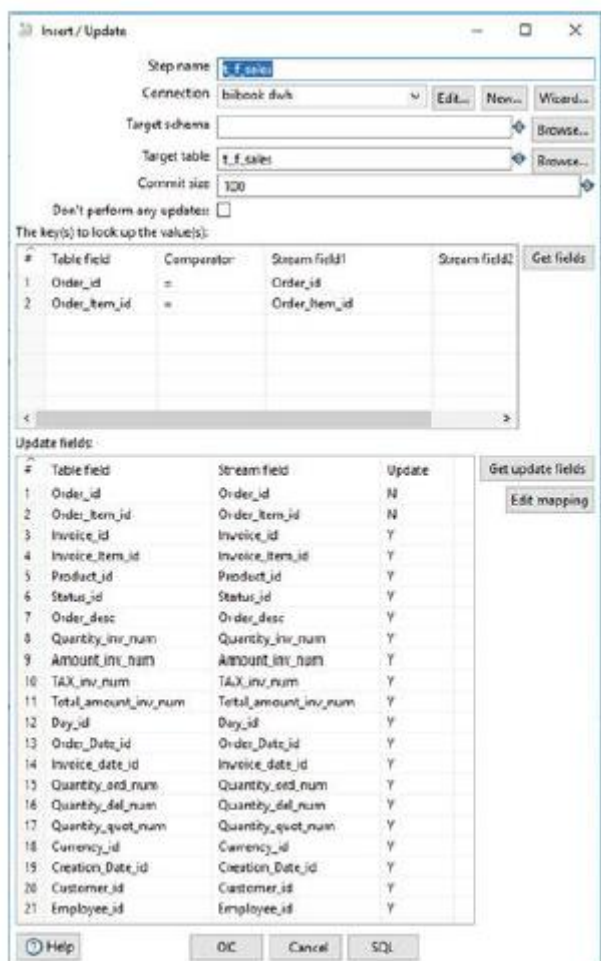 Insert / Update
Step name t_f_sales
Connection biibook dwh Edit... New... Wizard...
Target schema Browse...
Target table t_f_sales Browse...
Commit size 100
Don't perform any updates:
The key(s) to look up the value(s):
# Table field Comparator Stream field1 Stream field2 Get fields
1 Order_id = Order_id
2 Order_Item_id = Order_Item_id
Update fields:
# Table field Stream field Update Get update fields
1 Order_id Order_id N Edit mapping
2 Order_Item_id Order_Item_id N
3 Invoice_id Invoice_id Y
4 Invoice_Item_id Invoice_Item_id Y
5 Product_id Product_id Y
6 Status_id Status_id Y
7 Order_desc Order_desc Y
8 Quantity_inv_num Quantity_inv_num Y
9 Amount_inv_num Amount_inv_num Y
10 TAX_inv_num TAX_inv_num Y
11 Total_amount_inv_num Total_amount_inv_num Y
12 Day_id Day_id Y
13 Order_Date_id Order_Date_id Y
14 Invoice_date_id Invoice_date_id Y
15 Quantity_ord_num Quantity_ord_num Y
16 Quantity_del_num Quantity_del_num Y
17 Quantity_quot_num Quantity_quot_num Y
18 Currency_id Currency_id Y
19 Creation_Date_id Creation_Date_id Y
20 Customer_id Customer_id Y
21 Employee_id Employee_id Y
Help OK Cancel SQL